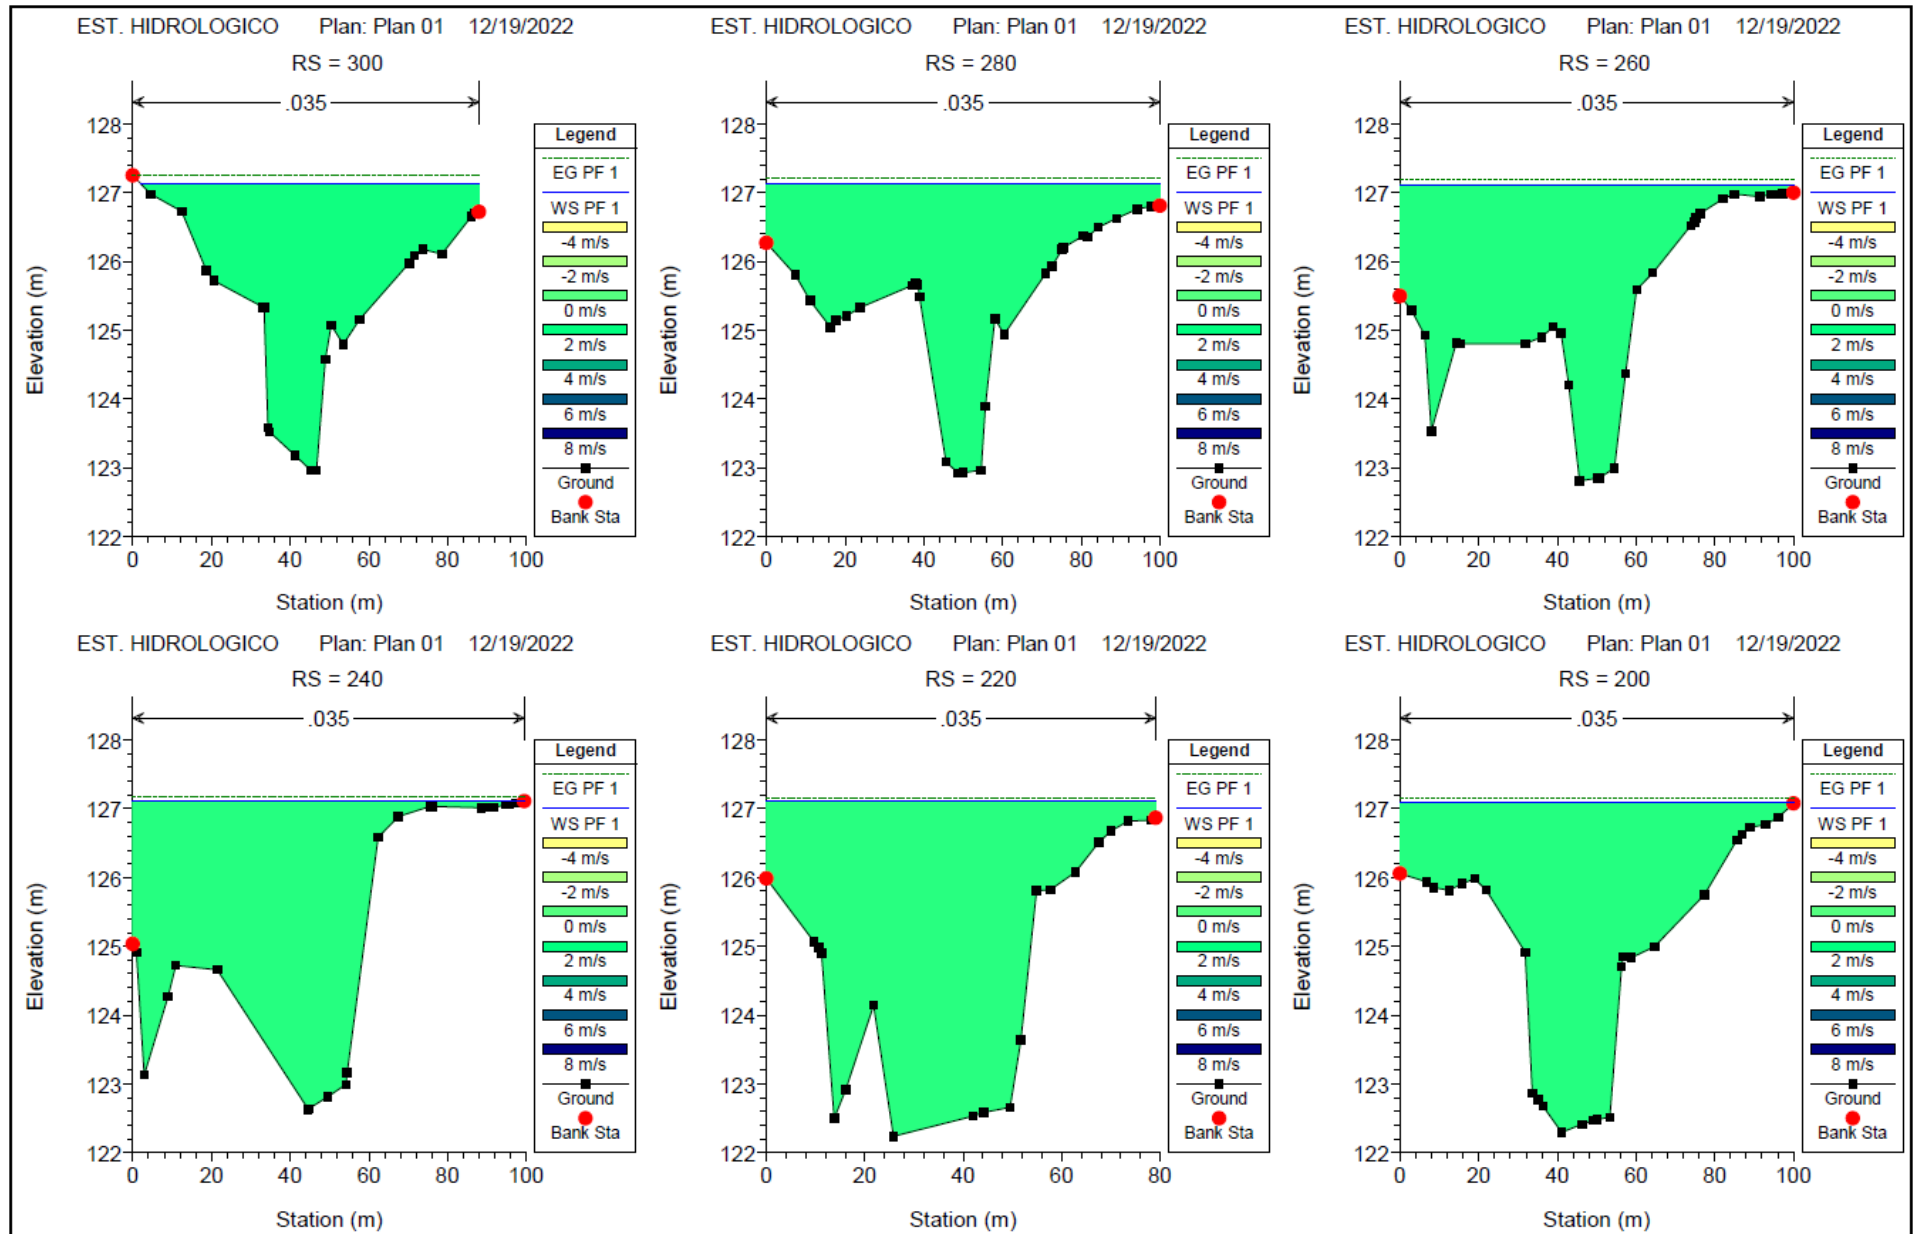 EST. HIDROLOGICO Plan: Plan 01 12/19/2022
RS = 300
.035
Elevation (m)
128
127
126
125
124
123
122
0 20 40 60 80 100
Station (m)
Legend
EG PF 1
WS PF 1
-4 m/s
-2 m/s
0 m/s
2 m/s
4 m/s
6 m/s
8 m/s
Ground
Bank Sta
EST. HIDROLOGICO Plan: Plan 01 12/19/2022
RS = 280
.035
Elevation (m)
128
127
126
125
124
123
122
0 20 40 60 80 100
Station (m)
Legend
EG PF 1
WS PF 1
-4 m/s
-2 m/s
0 m/s
2 m/s
4 m/s
6 m/s
8 m/s
Ground
Bank Sta
EST. HIDROLOGICO Plan: Plan 01 12/19/2022
RS = 260
.035
Elevation (m)
128
127
126
125
124
123
122
0 20 40 60 80 100
Station (m)
Legend
EG PF 1
WS PF 1
-4 m/s
-2 m/s
0 m/s
2 m/s
4 m/s
6 m/s
8 m/s
Ground
Bank Sta
EST. HIDROLOGICO Plan: Plan 01 12/19/2022
RS = 240
.035
Elevation (m)
128
127
126
125
124
123
122
0 20 40 60 80 100
Station (m)
Legend
EG PF 1
WS PF 1
-4 m/s
-2 m/s
0 m/s
2 m/s
4 m/s
6 m/s
8 m/s
Ground
Bank Sta
EST. HIDROLOGICO Plan: Plan 01 12/19/2022
RS = 220
.035
Elevation (m)
128
127
126
125
124
123
122
0 20 40 60 80
Station (m)
Legend
EG PF 1
WS PF 1
-4 m/s
-2 m/s
0 m/s
2 m/s
4 m/s
6 m/s
8 m/s
Ground
Bank Sta
EST. HIDROLOGICO Plan: Plan 01 12/19/2022
RS = 200
.035
Elevation (m)
128
127
126
125
124
123
122
0 20 40 60 80 100
Station (m)
Legend
EG PF 1
WS PF 1
-4 m/s
-2 m/s
0 m/s
2 m/s
4 m/s
6 m/s
8 m/s
Ground
Bank Sta